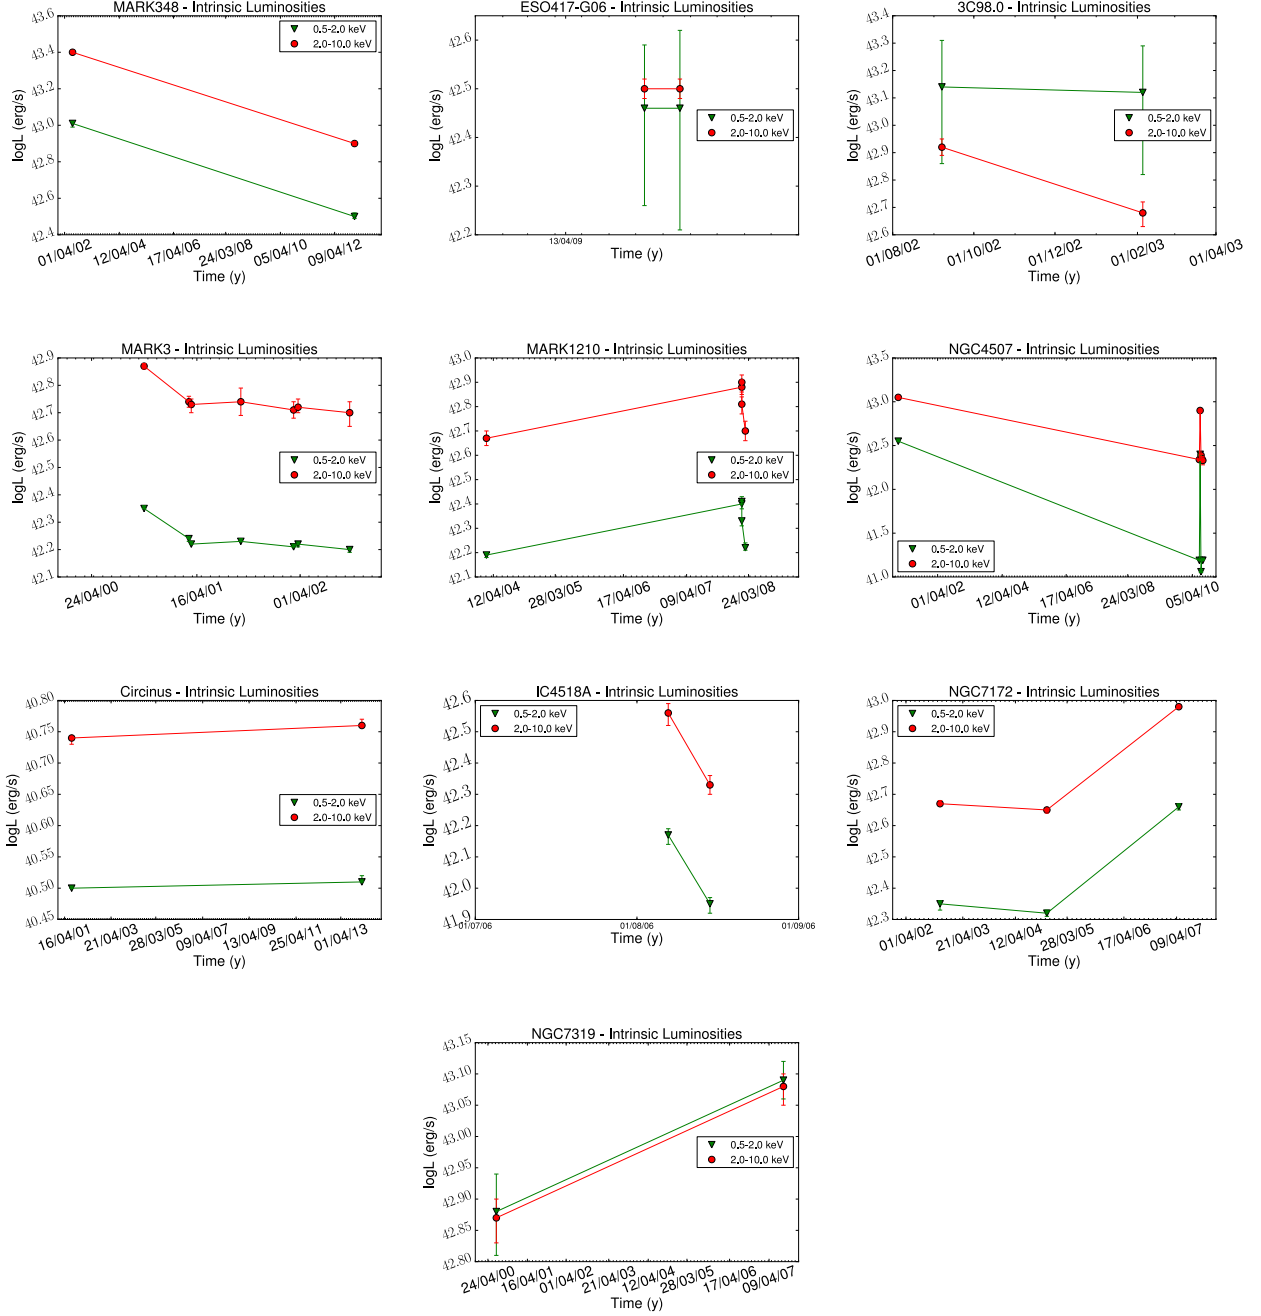 MARK348 - Intrinsic Luminosities
43.6
43.4
43.2
43.0
42.8
42.6
42.4
logL (erg/s)
0.5-2.0 keV
2.0-10.0 keV
01/04/02 12/04/04 17/04/06 24/03/08 05/04/10 09/04/12
Time (y)
ESO417-G06 - Intrinsic Luminosities
42.6
42.5
42.4
42.3
42.2
logL (erg/s)
0.5-2.0 keV
2.0-10.0 keV
13/04/09
Time (y)
3C98.0 - Intrinsic Luminosities
43.4
43.3
43.2
43.1
43.0
42.9
42.8
42.7
42.6
logL (erg/s)
0.5-2.0 keV
2.0-10.0 keV
01/08/02 01/10/02 01/12/02 01/02/03 01/04/03
Time (y)
MARK3 - Intrinsic Luminosities
42.9
42.8
42.7
42.6
42.5
42.4
42.3
42.2
42.1
logL (erg/s)
0.5-2.0 keV
2.0-10.0 keV
24/04/00 16/04/01 01/04/02
Time (y)
MARK1210 - Intrinsic Luminosities
43.0
42.9
42.8
42.7
42.6
42.5
42.4
42.3
42.2
42.1
logL (erg/s)
0.5-2.0 keV
2.0-10.0 keV
12/04/04 28/03/05 17/04/06 09/04/07 24/03/08
Time (y)
NGC4507 - Intrinsic Luminosities
43.5
43.0
42.5
42.0
41.5
41.0
logL (erg/s)
0.5-2.0 keV
2.0-10.0 keV
01/04/02 12/04/04 17/04/06 24/03/08 05/04/10
Time (y)
Circinus - Intrinsic Luminosities
40.80
40.75
40.70
40.65
40.60
40.55
40.50
40.45
logL (erg/s)
0.5-2.0 keV
2.0-10.0 keV
16/04/01 21/04/03 28/03/05 09/04/07 13/04/09 25/04/11 01/04/13
Time (y)
IC4518A - Intrinsic Luminosities
42.6
42.5
42.4
42.3
42.2
42.1
42.0
41.9
logL (erg/s)
0.5-2.0 keV
2.0-10.0 keV
01/07/06 01/08/06 01/09/06
Time (y)
NGC7172 - Intrinsic Luminosities
43.0
42.9
42.8
42.7
42.6
42.5
42.4
42.3
logL (erg/s)
0.5-2.0 keV
2.0-10.0 keV
01/04/02 21/04/03 12/04/04 28/03/05 17/04/06 09/04/07
Time (y)
NGC7319 - Intrinsic Luminosities
43.15
43.10
43.05
43.00
42.95
42.90
42.85
42.80
logL (erg/s)
0.5-2.0 keV
2.0-10.0 keV
24/04/00 16/04/01 01/04/02 21/04/03 12/04/04 28/03/05 17/04/06 09/04/07
Time (y)